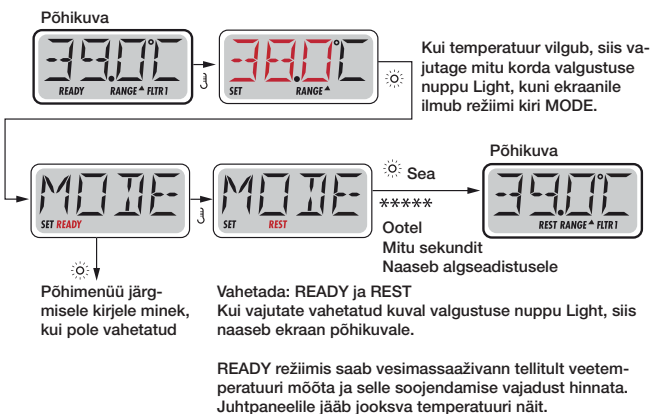 Põhikuva
39.0°C
READY RANGE FLTR1
38.0°C
SET RANGE
Kui temperatuur vilgub, siis va-
jutage mitu korda valgustuse
nuppu Light, kuni ekraanile
ilmub režiimi kiri MODE.
MODE
SET READY
MODE
SET REST
Sea
*****
Ootel
Mitu sekundit
Naaseb algseadistusele
Põhikuva
39.0°C
REST RANGE FLTR1
Põhimenüü järg-
misele kirjele minek,
kui pole vahetatud
Vahetada: READY ja REST
Kui vajutate vahetatud kuval valgustuse nuppu Light, siis
naaseb ekraan põhikuvale.
READY režiimis saab vesimassaaživann tellitult veetem-
peratuuri mõõta ja selle soojendamise vajadust hinnata.
Juhtpaneelile jääb jooksva temperatuuri näit.